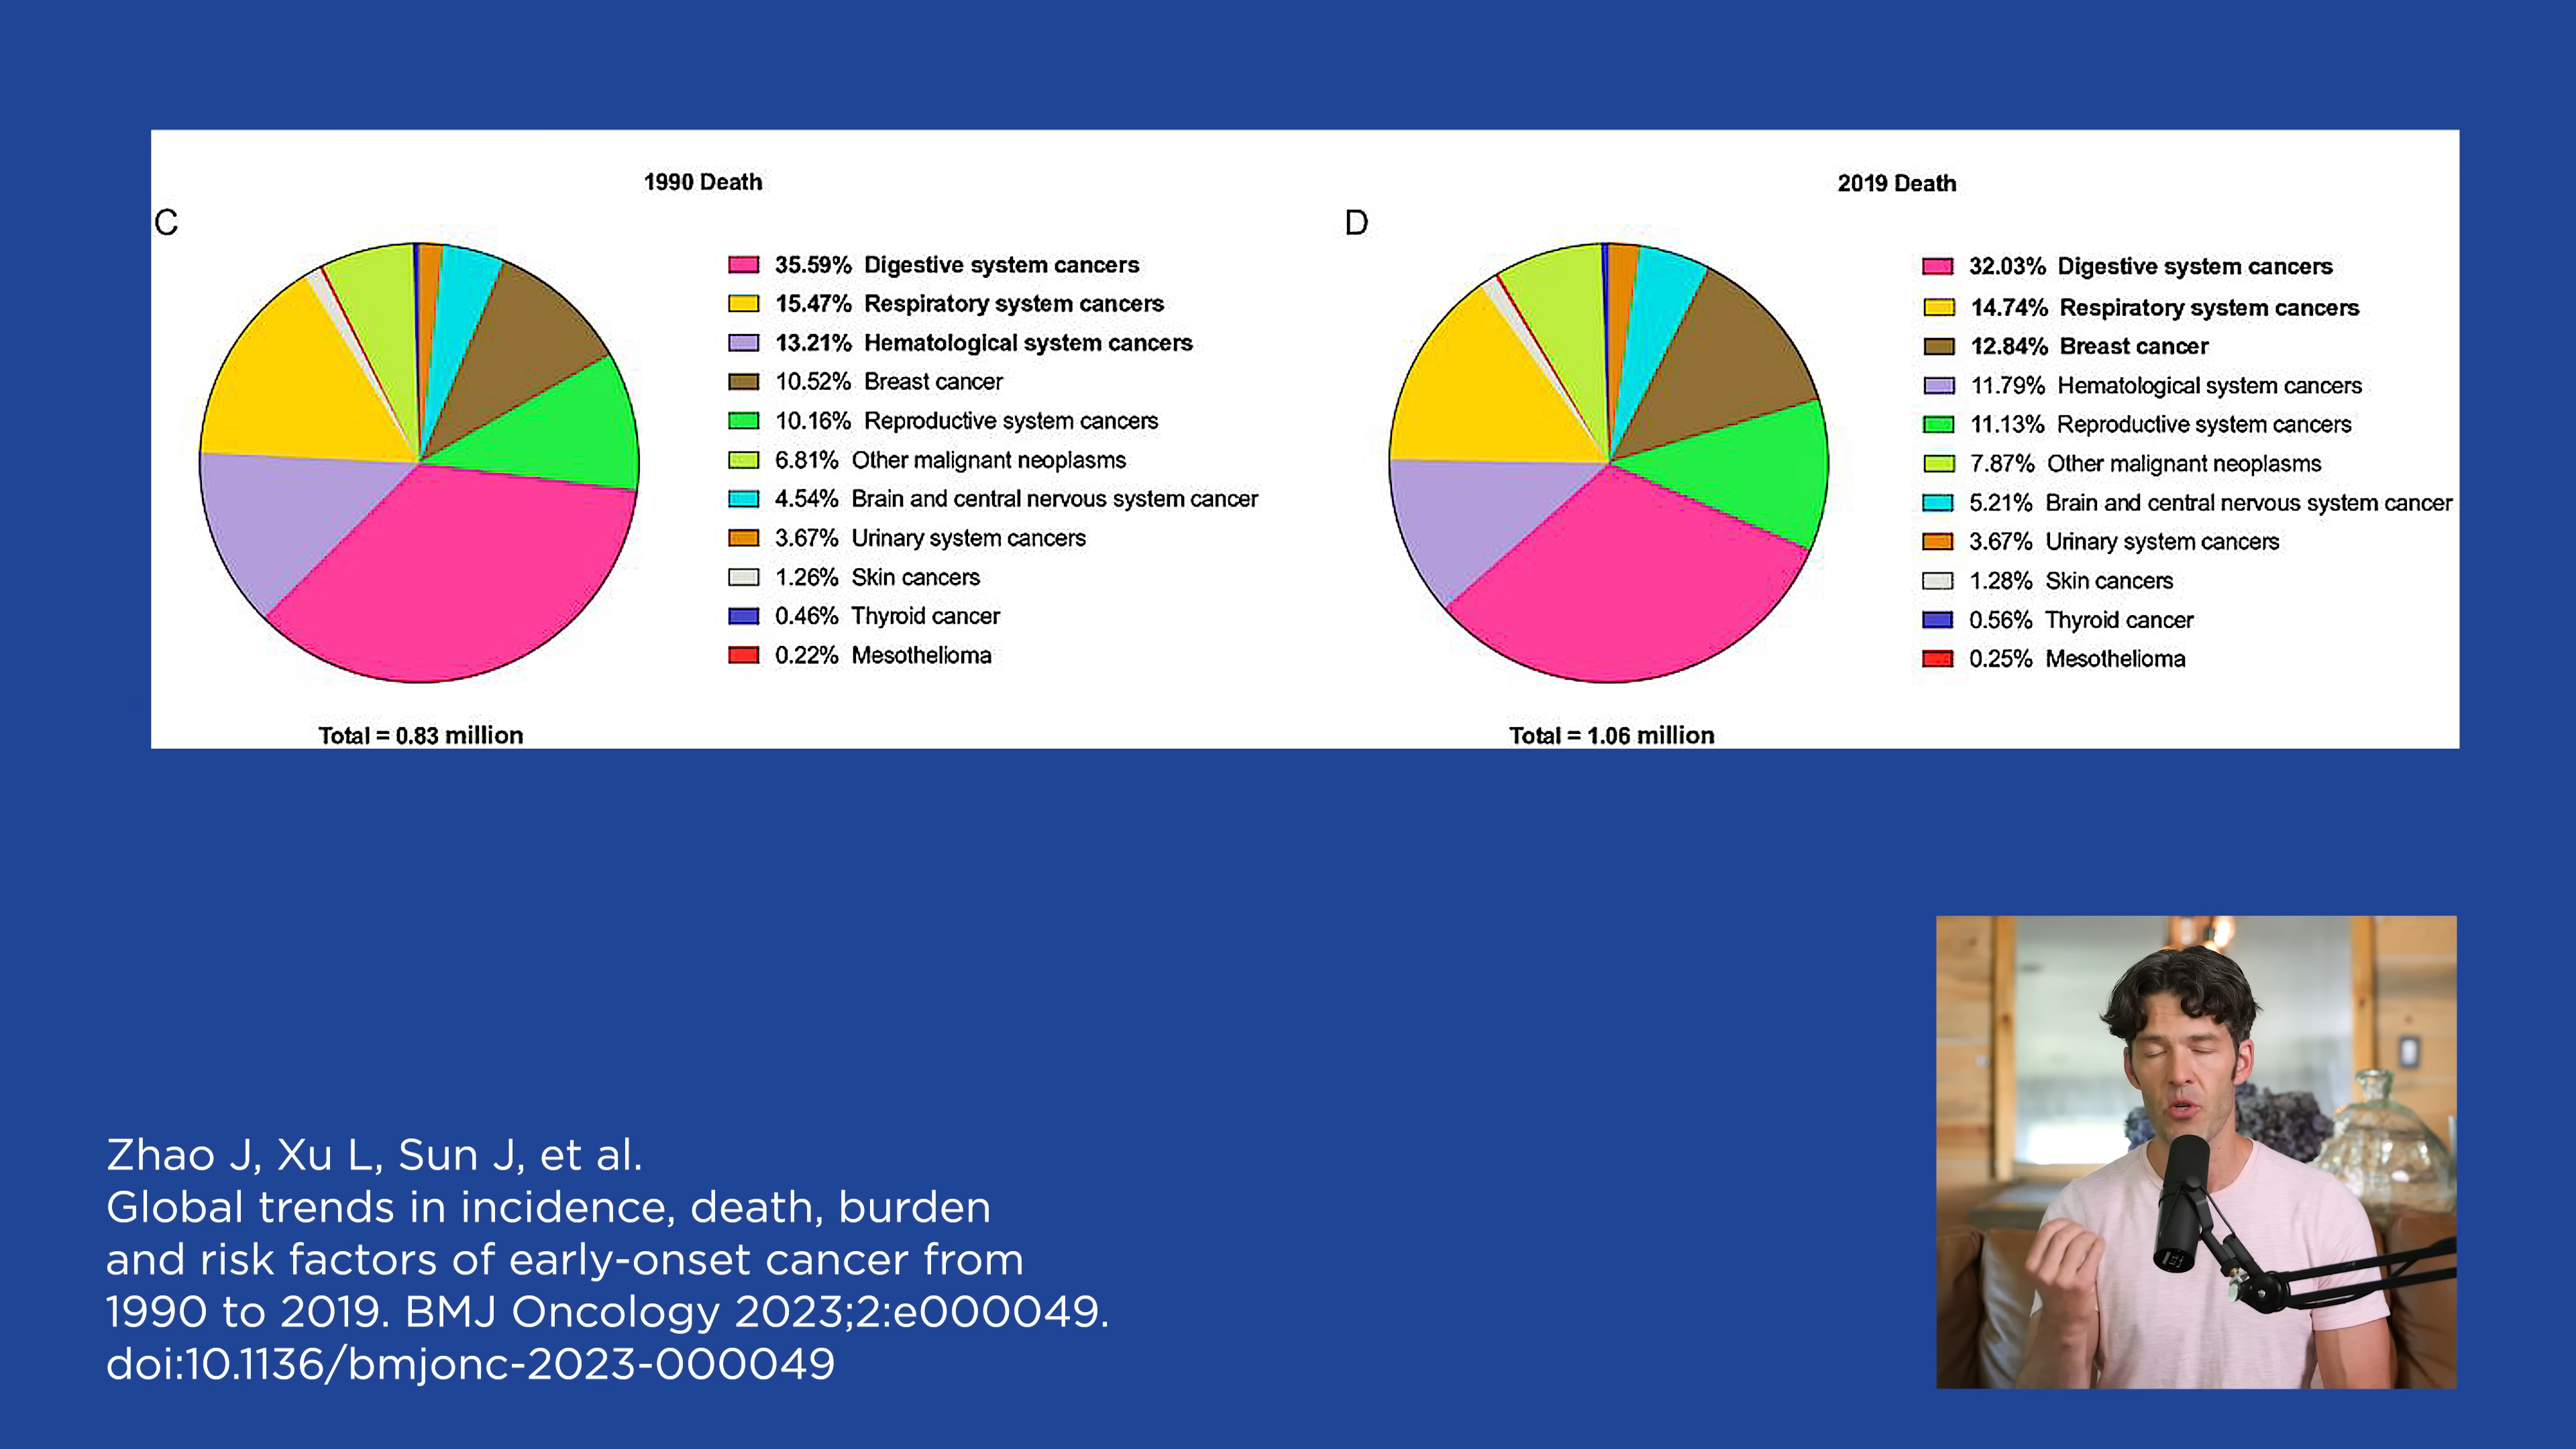 1990 Death
C
35.59% Digestive system cancers
15.47% Respiratory system cancers
13.21% Hematological system cancers
10.52% Breast cancer
10.16% Reproductive system cancers
6.81% Other malignant neoplasms
4.54% Brain and central nervous system cancer
3.67% Urinary system cancers
1.26% Skin cancers
0.46% Thyroid cancer
0.22% Mesothelioma
Total = 0.83 million
2019 Death
D
32.03% Digestive system cancers
14.74% Respiratory system cancers
12.84% Breast cancer
11.79% Hematological system cancers
11.13% Reproductive system cancers
7.87% Other malignant neoplasms
5.21% Brain and central nervous system cancer
3.67% Urinary system cancers
1.28% Skin cancers
0.56% Thyroid cancer
0.25% Mesothelioma
Total = 1.06 million
Zhao J, Xu L, Sun J, et al.
Global trends in incidence, death, burden
and risk factors of early-onset cancer from
1990 to 2019. BMJ Oncology 2023;2:e000049.
doi:10.1136/bmjonc-2023-000049